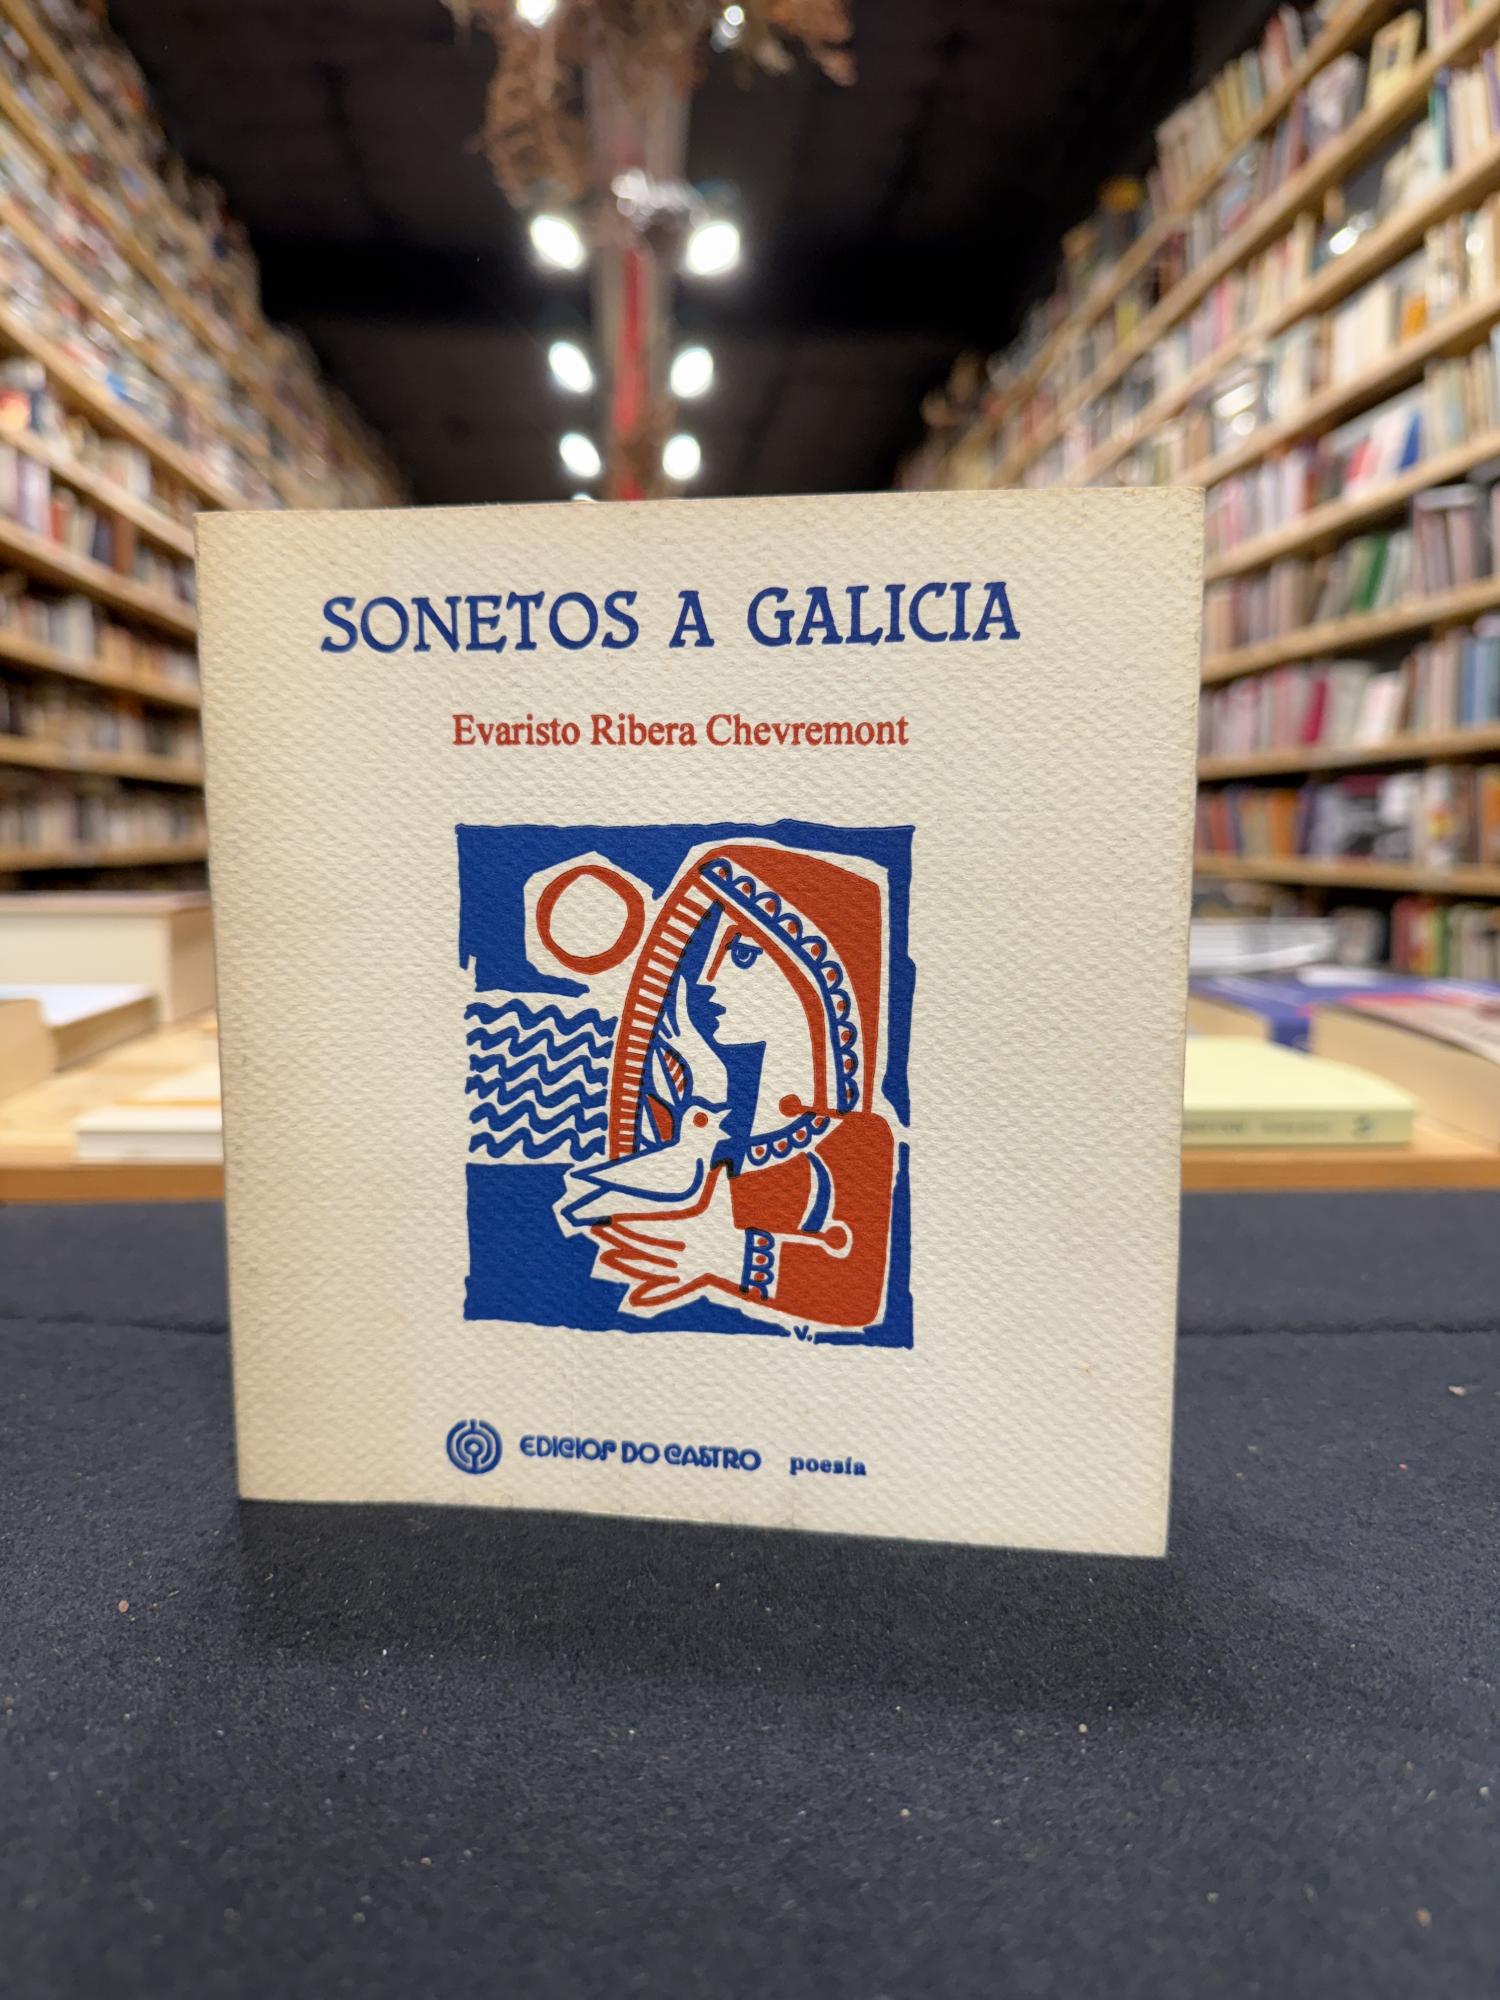 SONETOS A GALICIA
Evaristo Ribera Chevremont
V.
EDICIOS DO CASTRO poesía